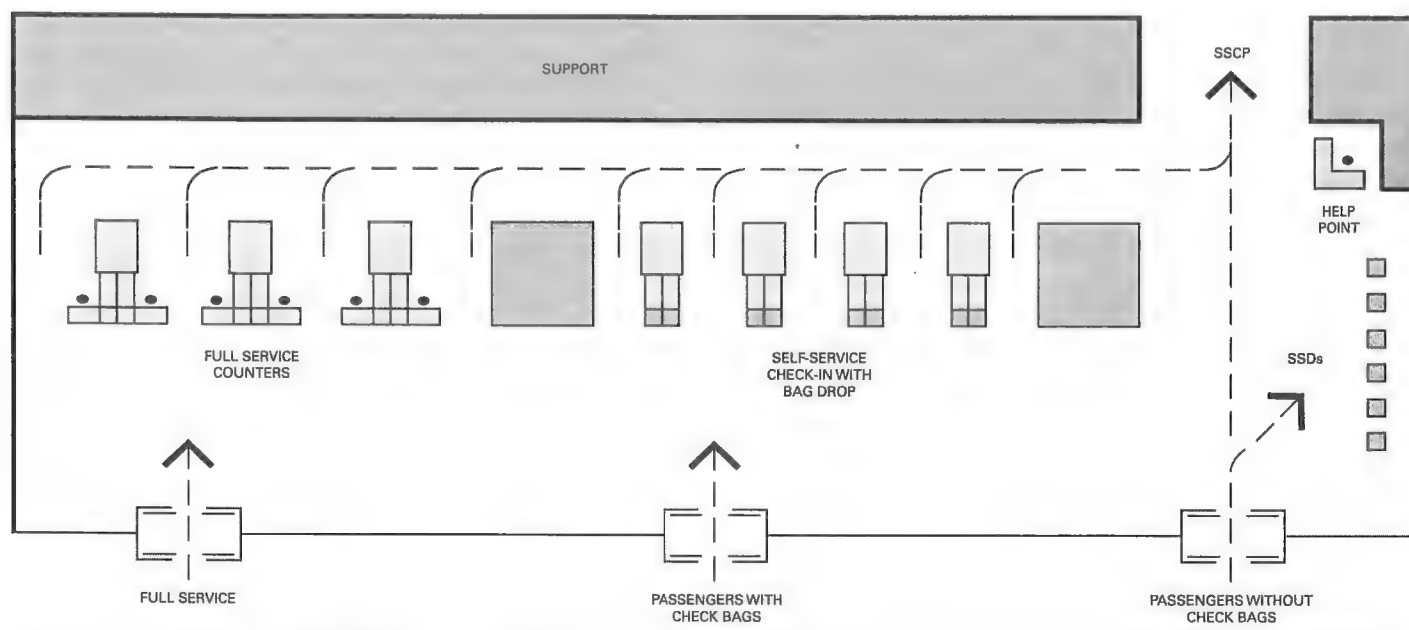 SUPPORT
SSCP
HELP
POINT
FULL SERVICE
COUNTERS
SELF-SERVICE
CHECK-IN WITH
BAG DROP
SSDs
FULL SERVICE
PASSENGERS WITH
CHECK BAGS
PASSENGERS WITHOUT
CHECK BAGS